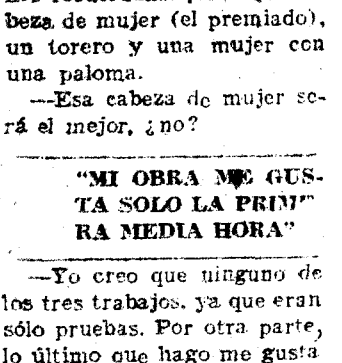 beza de mujer (el premiado),
un torero y una mujer con
una paloma.
—Esa cabeza de mujer se-
rá el mejor, ¿no?
"MI OBRA ME GUS-
TA SOLO LA PRIME-
RA MEDIA HORA"
—Yo creo que ninguno de
los tres trabajos. ya que eran
sólo pruebas. Por otra parte,
lo último que hago me gusta